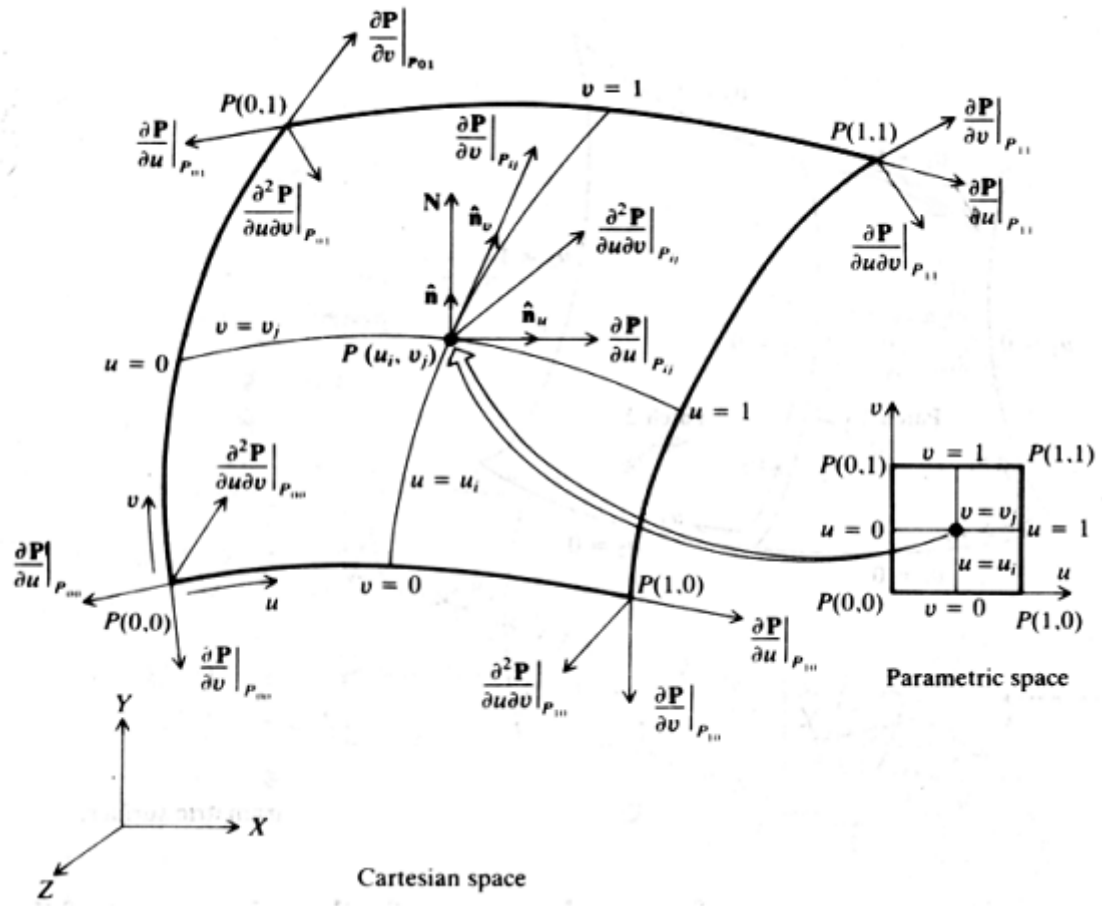 ∂P/∂v|P₀₁
P(0,1)
v = 1
∂P/∂u|P₀₁
∂²P/∂u∂v|P₀₁
∂P/∂v|Pᵢⱼ
P(1,1)
∂P/∂v|P₁₁
∂P/∂u|P₁₁
∂P/∂u∂v|P₁₁
N
n̂ᵥ
∂²P/∂u∂v|Pᵢⱼ
n̂
n̂ᵤ
v = vⱼ
∂P/∂u|Pᵢⱼ
u = 0
P (uᵢ, vⱼ)
u = 1
∂²P/∂u∂v|P₀₀
u = uᵢ
v
∂P/∂u|P₀₀
u
v = 0
P(1,0)
P(0,0)
∂P/∂v|P₀₀
∂P/∂u|P₁₀
∂²P/∂u∂v|P₁₀
∂P/∂v|P₁₀
v
P(0,1)
v = 1
P(1,1)
v = vⱼ
u = 0
u = 1
u = uᵢ
u
P(0,0)
v = 0
P(1,0)
Parametric space
Y
X
Z
Cartesian space